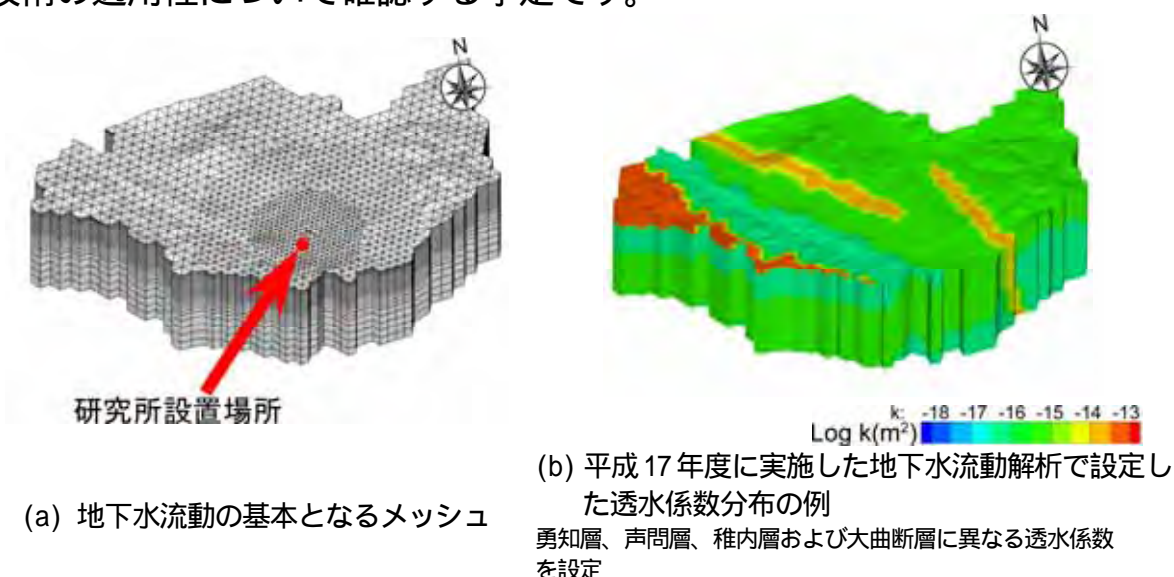 技術の適用性について確認する予定です。
N
N
研究所設置場所
k: -18 -17 -16 -15 -14 -13
Log k(m²)
(a) 地下水流動の基本となるメッシュ
(b) 平成17年度に実施した地下水流動解析で設定し
た透水係数分布の例
勇知層、声問層、稚内層および大曲断層に異なる透水係数
を設定